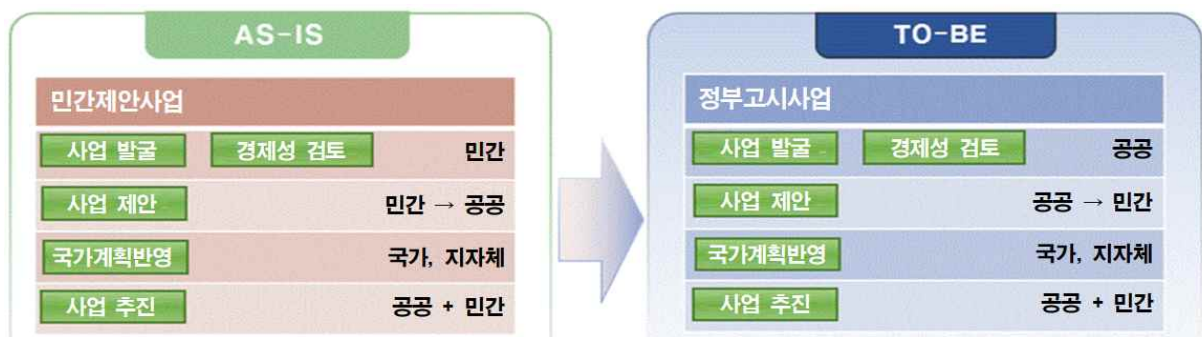 AS-IS
민간제안사업
사업 발굴 경제성 검토 민간
사업 제안 민간 → 공공
국가계획반영 국가, 지자체
사업 추진 공공 + 민간
TO-BE
정부고시사업
사업 발굴 경제성 검토 공공
사업 제안 공공 → 민간
국가계획반영 국가, 지자체
사업 추진 공공 + 민간